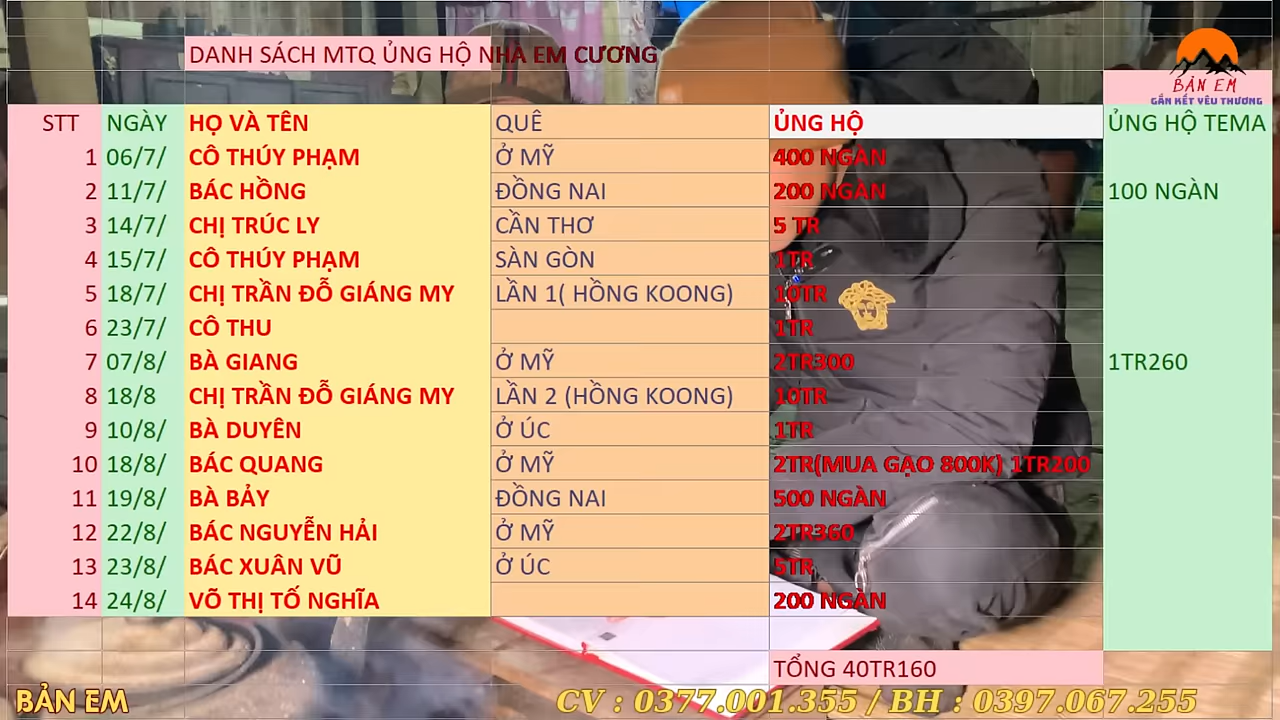 DANH SÁCH MTQ ỦNG HỘ NHÀ EM CƯƠNG
BẢN EM
GẮN KẾT YÊU THƯƠNG
STT NGÀY HỌ VÀ TÊN QUÊ ỦNG HỘ ỦNG HỘ TEMA
1 06/7/ CÔ THÚY PHẠM Ở MỸ 400 NGÀN
2 11/7/ BÁC HỒNG ĐỒNG NAI 200 NGÀN 100 NGÀN
3 14/7/ CHỊ TRÚC LY CẦN THƠ 5 TR
4 15/7/ CÔ THÚY PHẠM SÀN GÒN 1TR
5 18/7/ CHỊ TRẦN ĐỖ GIÁNG MY LẦN 1( HỒNG KOONG) 10TR
6 23/7/ CÔ THU 1TR
7 07/8/ BÀ GIANG Ở MỸ 2TR300 1TR260
8 18/8 CHỊ TRẦN ĐỖ GIÁNG MY LẦN 2 (HỒNG KOONG) 10TR
9 10/8/ BÀ DUYÊN Ở ÚC 1TR
10 18/8/ BÁC QUANG Ở MỸ 2TR(MUA GẠO 800K) 1TR200
11 19/8/ BÀ BẢY ĐỒNG NAI 500 NGÀN
12 22/8/ BÁC NGUYỄN HẢI Ở MỸ 2TR360
13 23/8/ BÁC XUÂN VŨ Ở ÚC 5TR
14 24/8/ VÕ THỊ TỐ NGHĨA 200 NGÀN
TỔNG 40TR160
BẢN EM CV : 0377.001.355 / BH : 0397.067.255